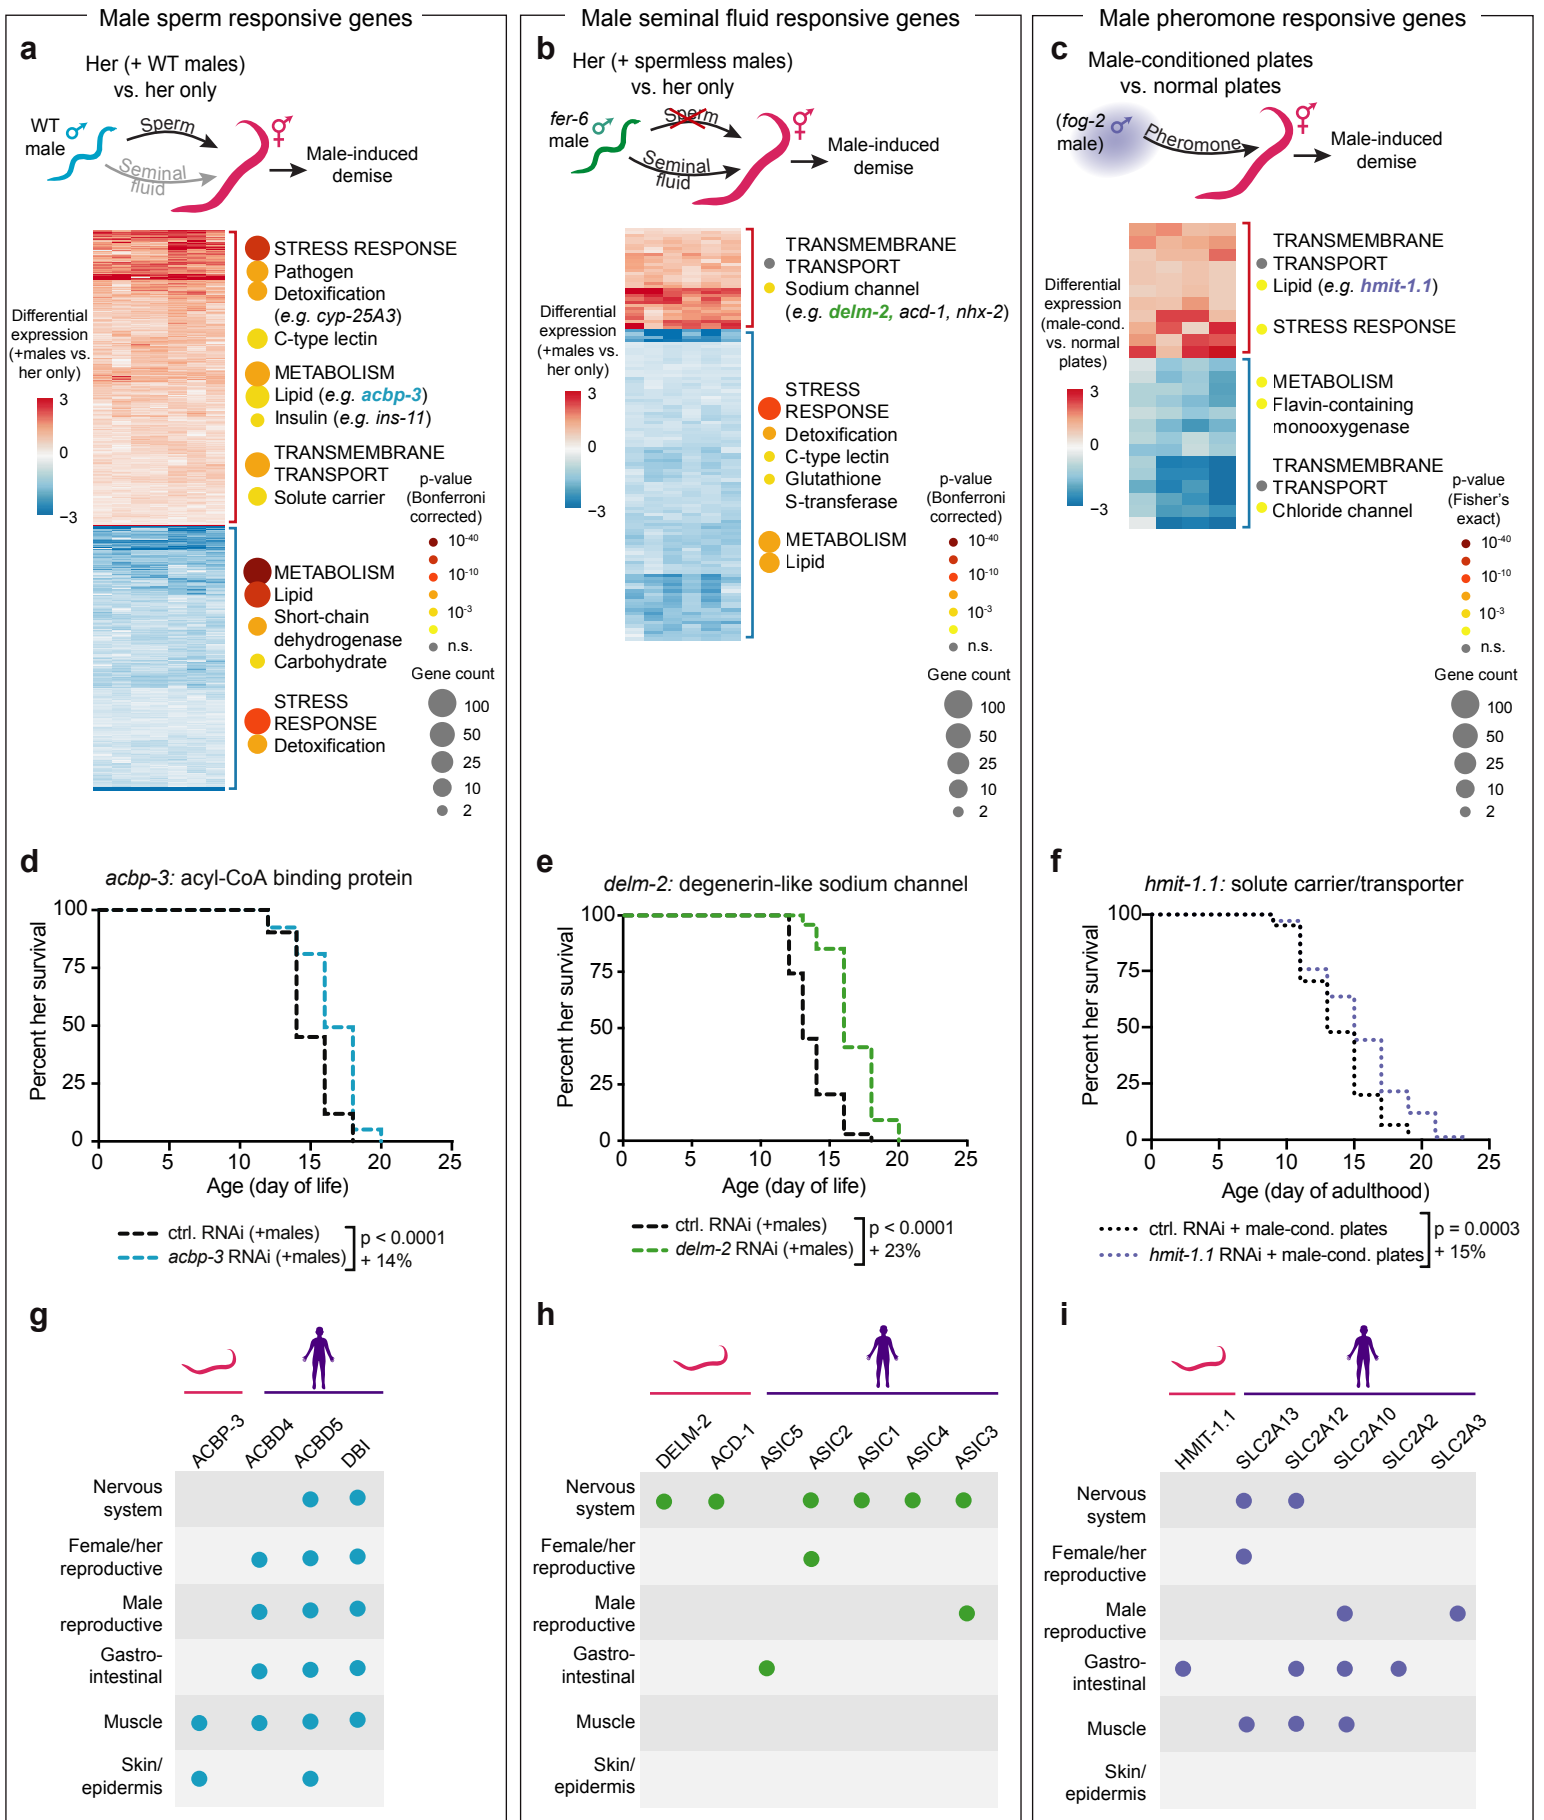 Male sperm responsive genes
a
Her (+ WT males)
vs. her only
WT
male
Sperm
Seminal
fluid
Male-induced
demise
Differential
expression
(+males vs.
her only)
3
0
−3
STRESS RESPONSE
Pathogen
Detoxification
(e.g. cyp-25A3)
C-type lectin
METABOLISM
Lipid (e.g. acbp-3)
Insulin (e.g. ins-11)
TRANSMEMBRANE
TRANSPORT
Solute carrier
METABOLISM
Lipid
Short-chain
dehydrogenase
Carbohydrate
STRESS
RESPONSE
Detoxification
p-value
(Bonferroni
corrected)
10-40
10-10
10-3
n.s.
Gene count
100
50
25
10
2
Male seminal fluid responsive genes
b
Her (+ spermless males)
vs. her only
fer-6
male
Sperm
Seminal
fluid
Male-induced
demise
Differential
expression
(+males vs.
her only)
3
0
−3
TRANSMEMBRANE
TRANSPORT
Sodium channel
(e.g. delm-2, acd-1, nhx-2)
STRESS
RESPONSE
Detoxification
C-type lectin
Glutathione
S-transferase
METABOLISM
Lipid
p-value
(Bonferroni
corrected)
10-40
10-10
10-3
n.s.
Gene count
100
50
25
10
2
Male pheromone responsive genes
c
Male-conditioned plates
vs. normal plates
(fog-2
male)
Pheromone
Male-induced
demise
Differential
expression
(male-cond.
vs. normal
plates)
3
0
−3
TRANSMEMBRANE
TRANSPORT
Lipid (e.g. hmit-1.1)
STRESS RESPONSE
METABOLISM
Flavin-containing
monooxygenase
TRANSMEMBRANE
TRANSPORT
Chloride channel
p-value
(Fisher's
exact)
10-40
10-10
10-3
n.s.
Gene count
100
50
25
10
2
d
acbp-3: acyl-CoA binding protein
Percent her survival
100
75
50
25
0
0 5 10 15 20 25
Age (day of life)
ctrl. RNAi (+males)
acbp-3 RNAi (+males)
p < 0.0001
+ 14%
e
delm-2: degenerin-like sodium channel
Percent her survival
100
75
50
25
0
0 5 10 15 20 25
Age (day of life)
ctrl. RNAi (+males)
delm-2 RNAi (+males)
p < 0.0001
+ 23%
f
hmit-1.1: solute carrier/transporter
Percent her survival
100
75
50
25
0
0 5 10 15 20 25
Age (day of adulthood)
ctrl. RNAi + male-cond. plates
hmit-1.1 RNAi + male-cond. plates
p = 0.0003
+ 15%
g
ACBP-3 ACBD4 ACBD5 DBI
Nervous
system
Female/her
reproductive
Male
reproductive
Gastro-
intestinal
Muscle
Skin/
epidermis
h
DELM-2 ACD-1 ASIC5 ASIC2 ASIC1 ASIC4 ASIC3
Nervous
system
Female/her
reproductive
Male
reproductive
Gastro-
intestinal
Muscle
Skin/
epidermis
i
HMIT-1.1 SLC2A13 SLC2A12 SLC2A10 SLC2A2 SLC2A3
Nervous
system
Female/her
reproductive
Male
reproductive
Gastro-
intestinal
Muscle
Skin/
epidermis